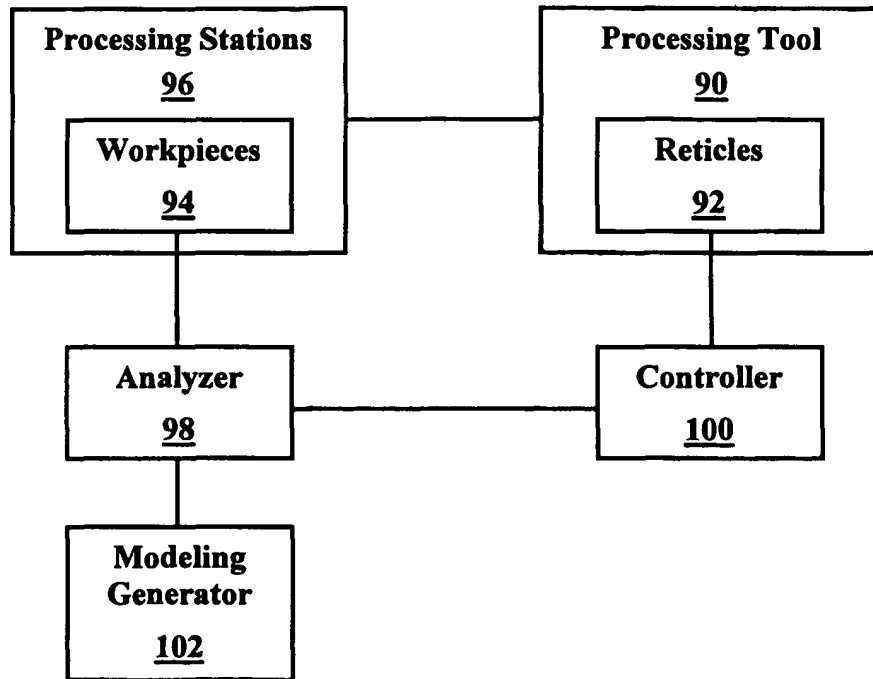 Processing Stations
96
Workpieces
94
Processing Tool
90
Reticles
92
Analyzer
98
Controller
100
Modeling
Generator
102